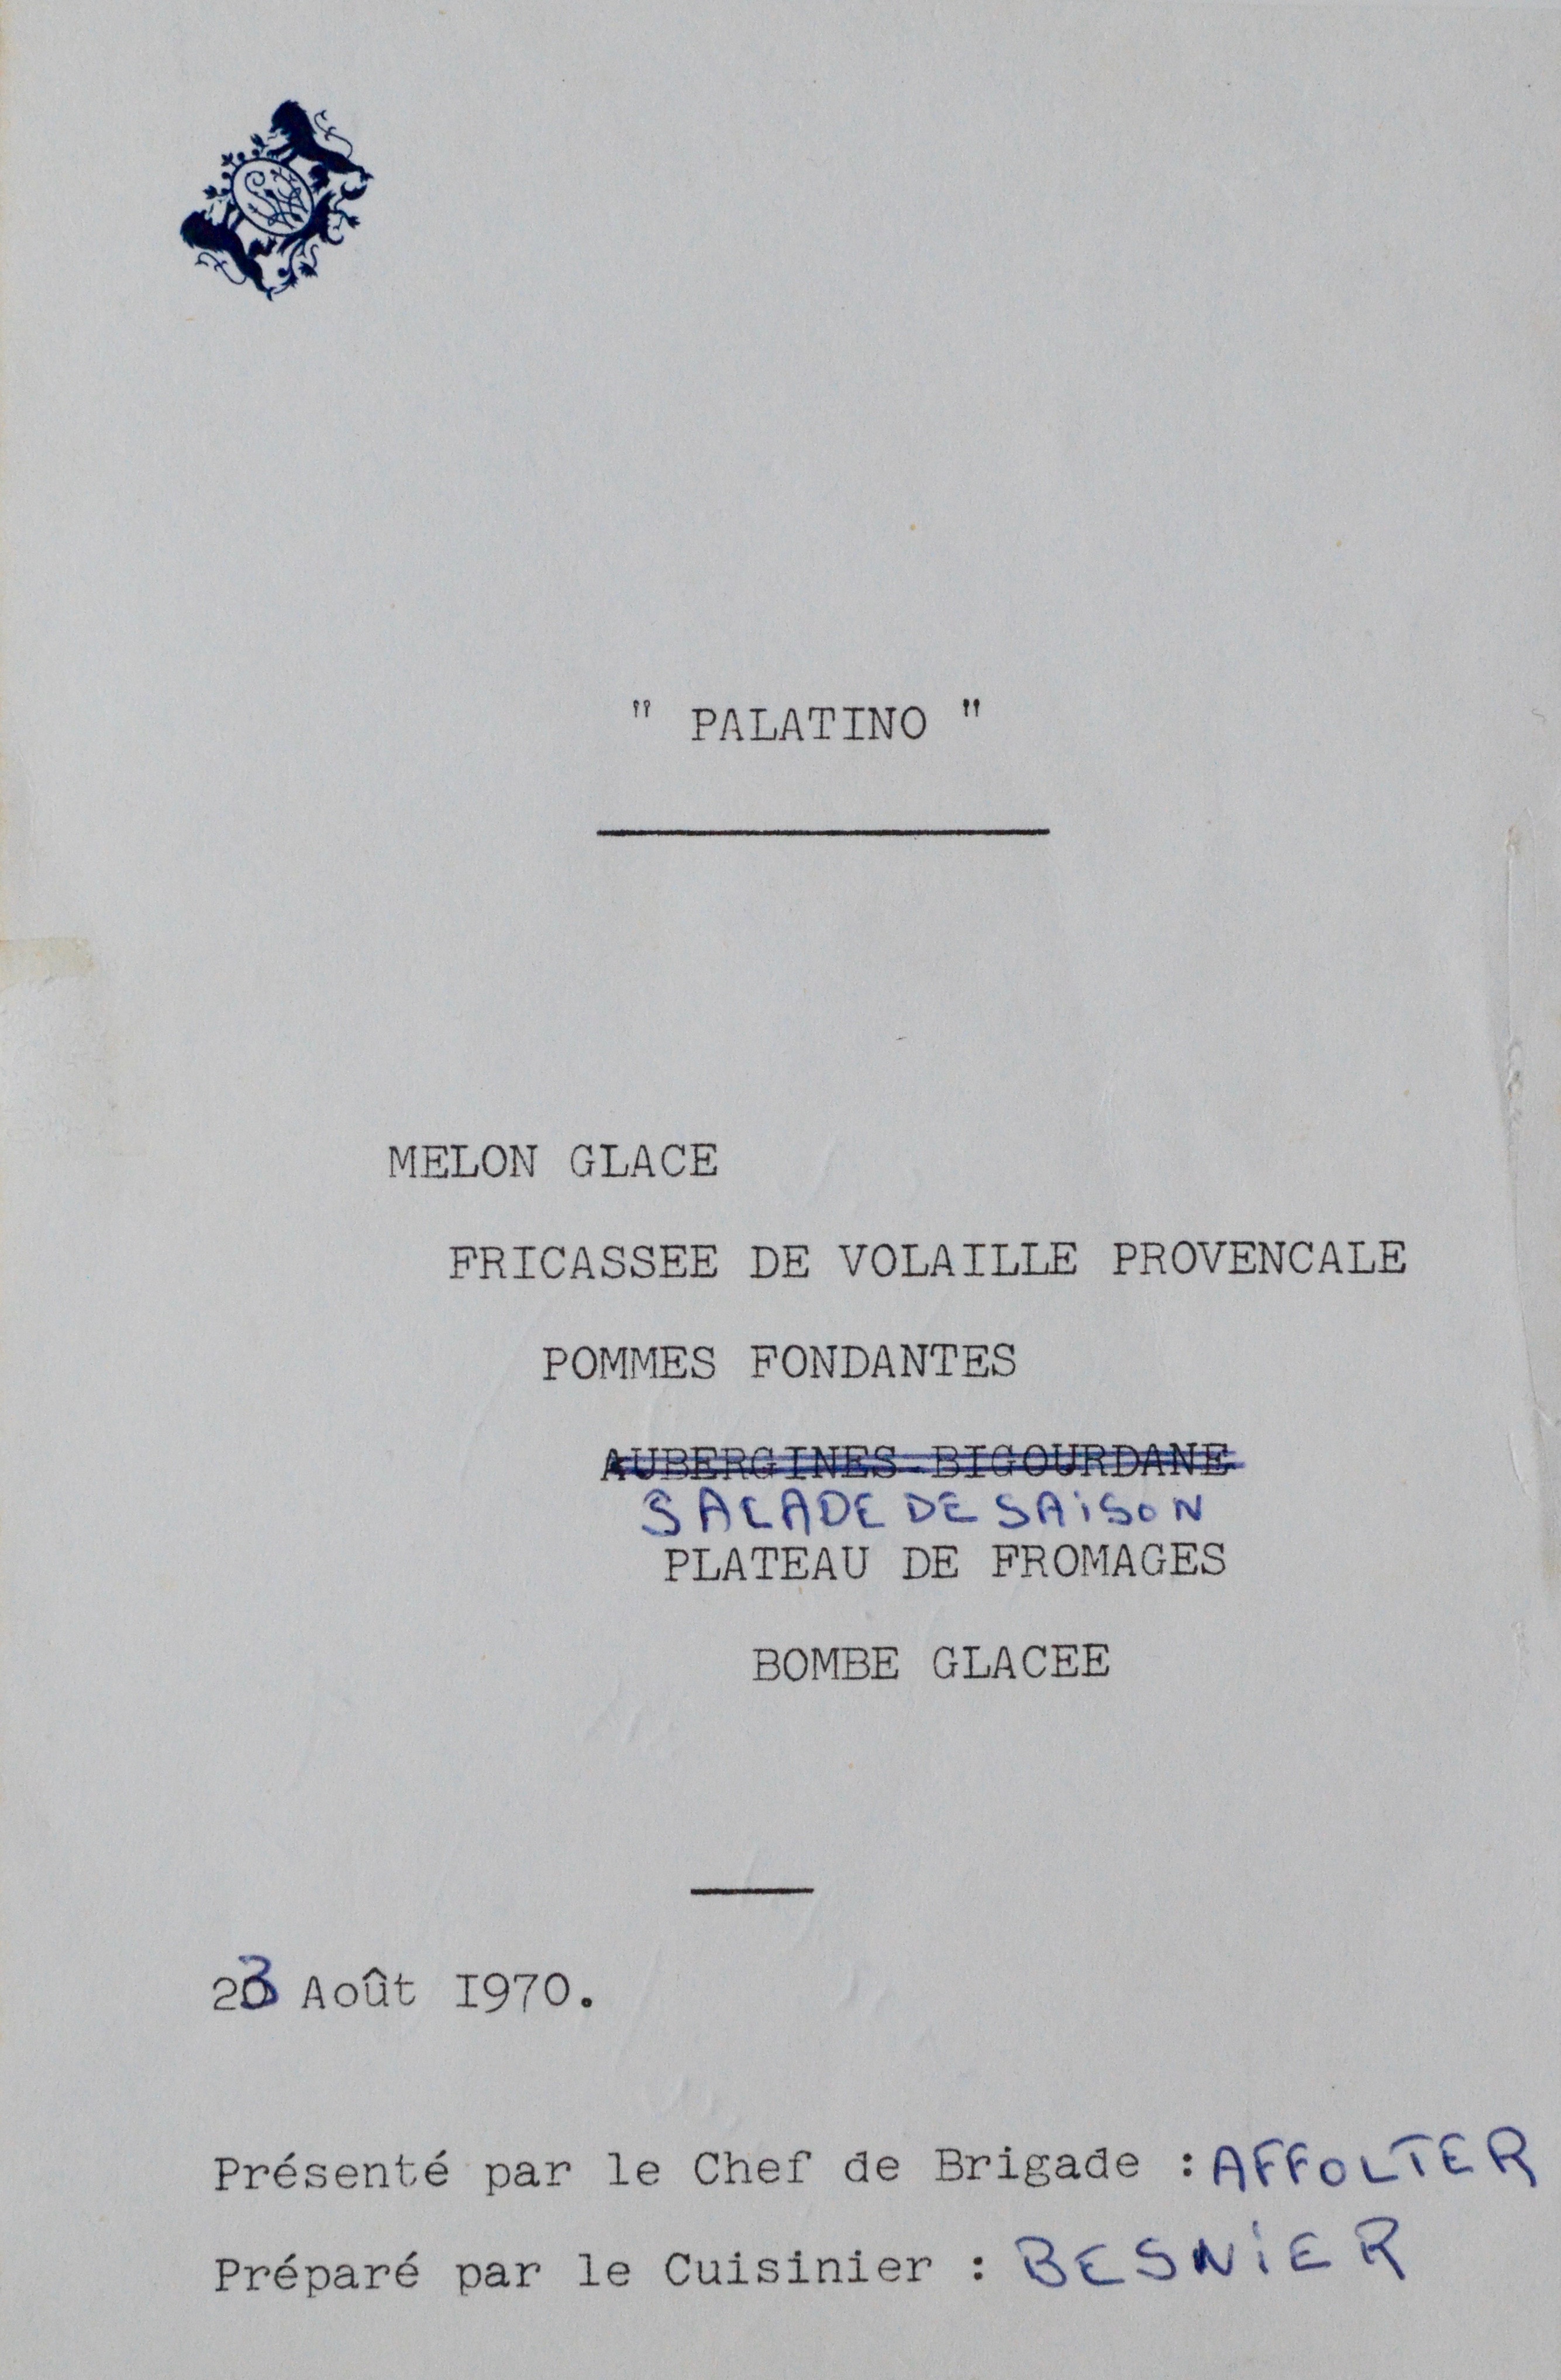 " PALATINO "
MELON GLACE
FRICASSEE DE VOLAILLE PROVENCALE
POMMES FONDANTES
AUBERGINES BIGOURDANE
SALADE DE SAiSON
PLATEAU DE FROMAGES
BOMBE GLACEE
23 Août I970.
Présenté par le Chef de Brigade : AFFOLTER
Préparé par le Cuisinier : BESNiER